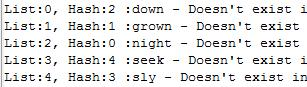 List:0, Hash:2 :down - Doesn't exist i
List:1, Hash:1 :grown - Doesn't exist
List:2, Hash:0 :night - Doesn't exist
List:3, Hash:4 :seek - Doesn't exist i
List:4, Hash:3 :sly - Doesn't exist in